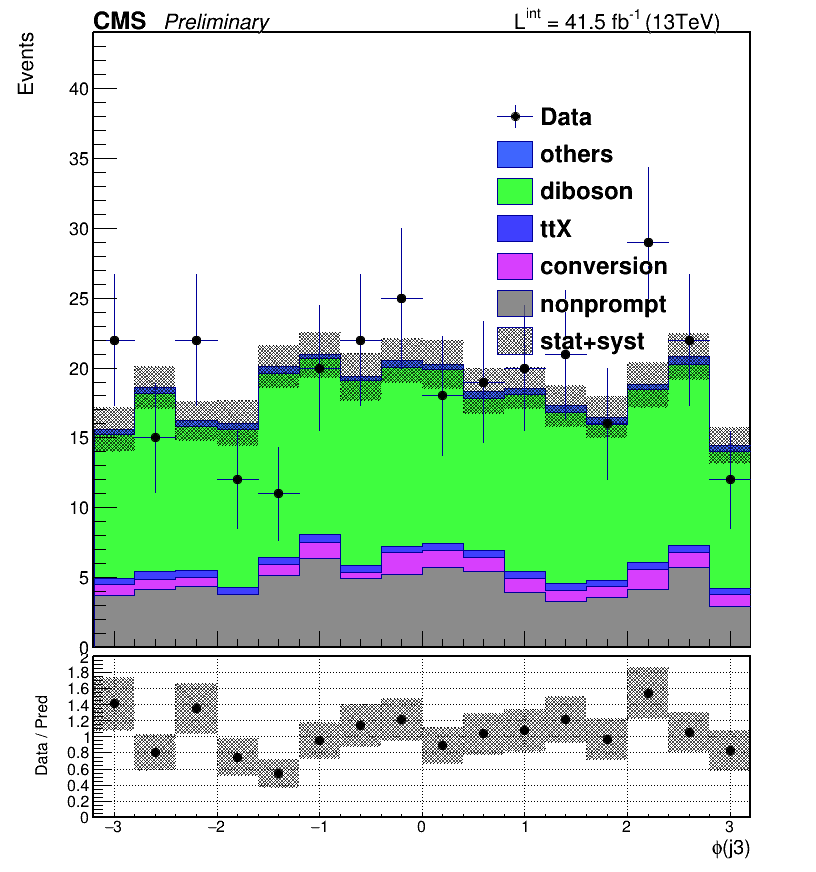 CMS Preliminary L^int = 41.5 fb^-1 (13TeV)
Events
40
35
30
25
20
15
10
5
0
Data
others
diboson
ttX
conversion
nonprompt
stat+syst
Data / Pred
2
1.8
1.6
1.4
1.2
1
0.8
0.6
0.4
0.2
0
−3 −2 −1 0 1 2 3
ϕ(j3)